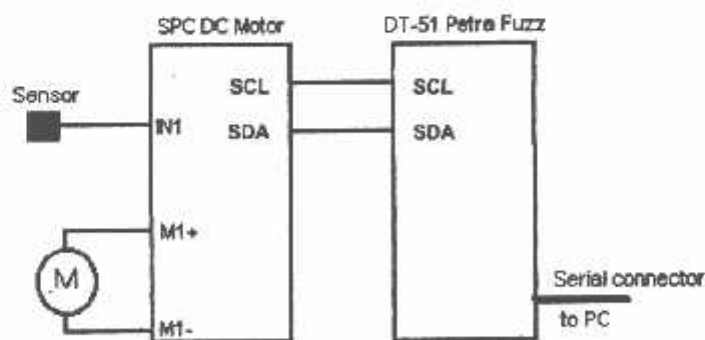 SPC DC Motor
DT-51 Petra Fuzz
Sensor
SCL
SCL
IN1
SDA
SDA
M1+
M
M1-
Serial connector
to PC